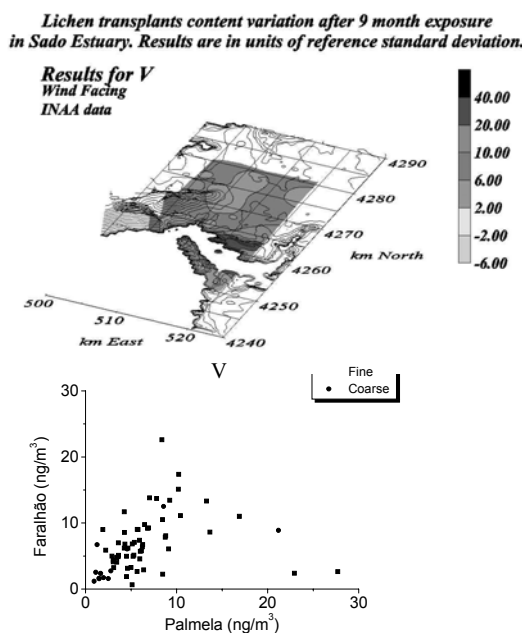 Lichen transplants content variation after 9 month exposure
in Sado Estuary. Results are in units of reference standard deviation.
Results for V
Wind Facing
INAA data
40.00
20.00
10.00
6.00
2.00
-2.00
-6.00
4290
4280
4270
4260
4250
4240
km North
500
510
520
km East
V
Fine
Coarse
30
20
10
0
Faralhão (ng/m³)
0
10
20
30
Palmela (ng/m³)